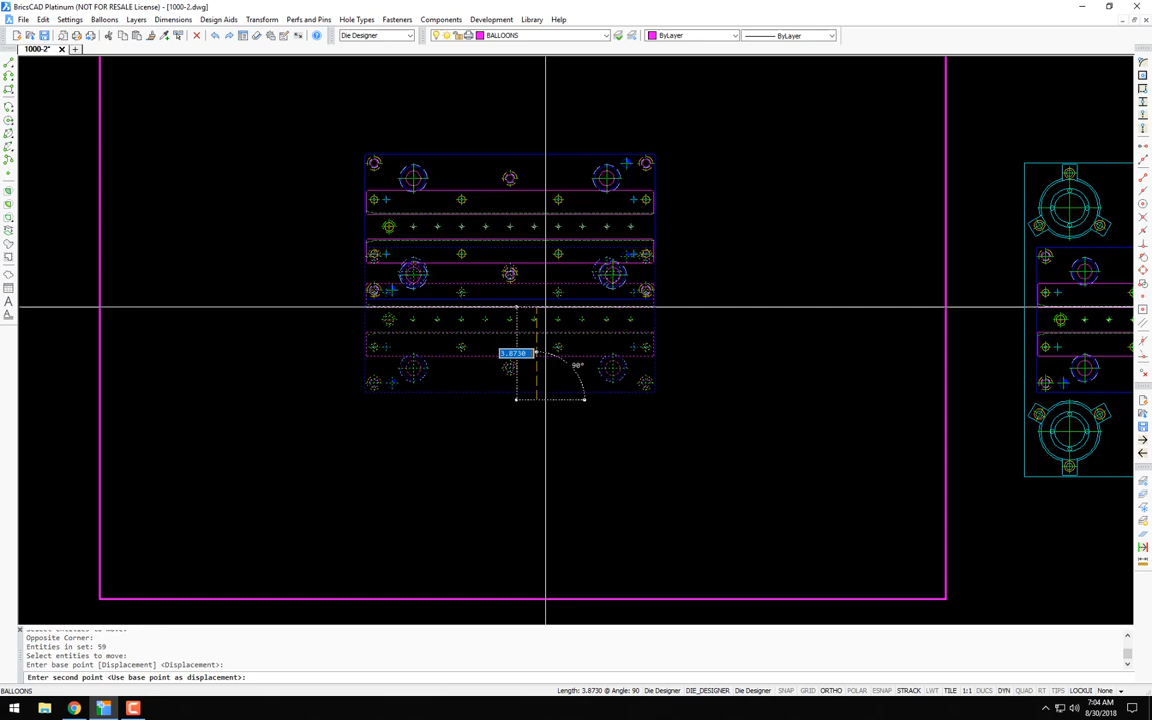 BricsCAD Platinum (NOT FOR RESALE License) - [1000-2.dwg]
File Edit Settings Balloons Layers Dimensions Design Aids Transform Perfs and Pins Hole Types Fasteners Components Development Library Help
Die Designer BALLOONS ByLayer ByLayer
1000-2*
3.8730
90°
Opposite Corner:
Entities in set: 59
Select entities to move:
Enter base point [Displacement] <Displacement>:
Enter second point <Use base point as displacement>:
BALLOONS Length: 3.8730 @ Angle: 90 Die Designer DIE_DESIGNER Die Designer SNAP GRID ORTHO POLAR ESNAP STRACK LWT TILE 1:1 DUCS DYN QUAD RT TIPS LOCKUI None
7:04 AM
8/30/2018